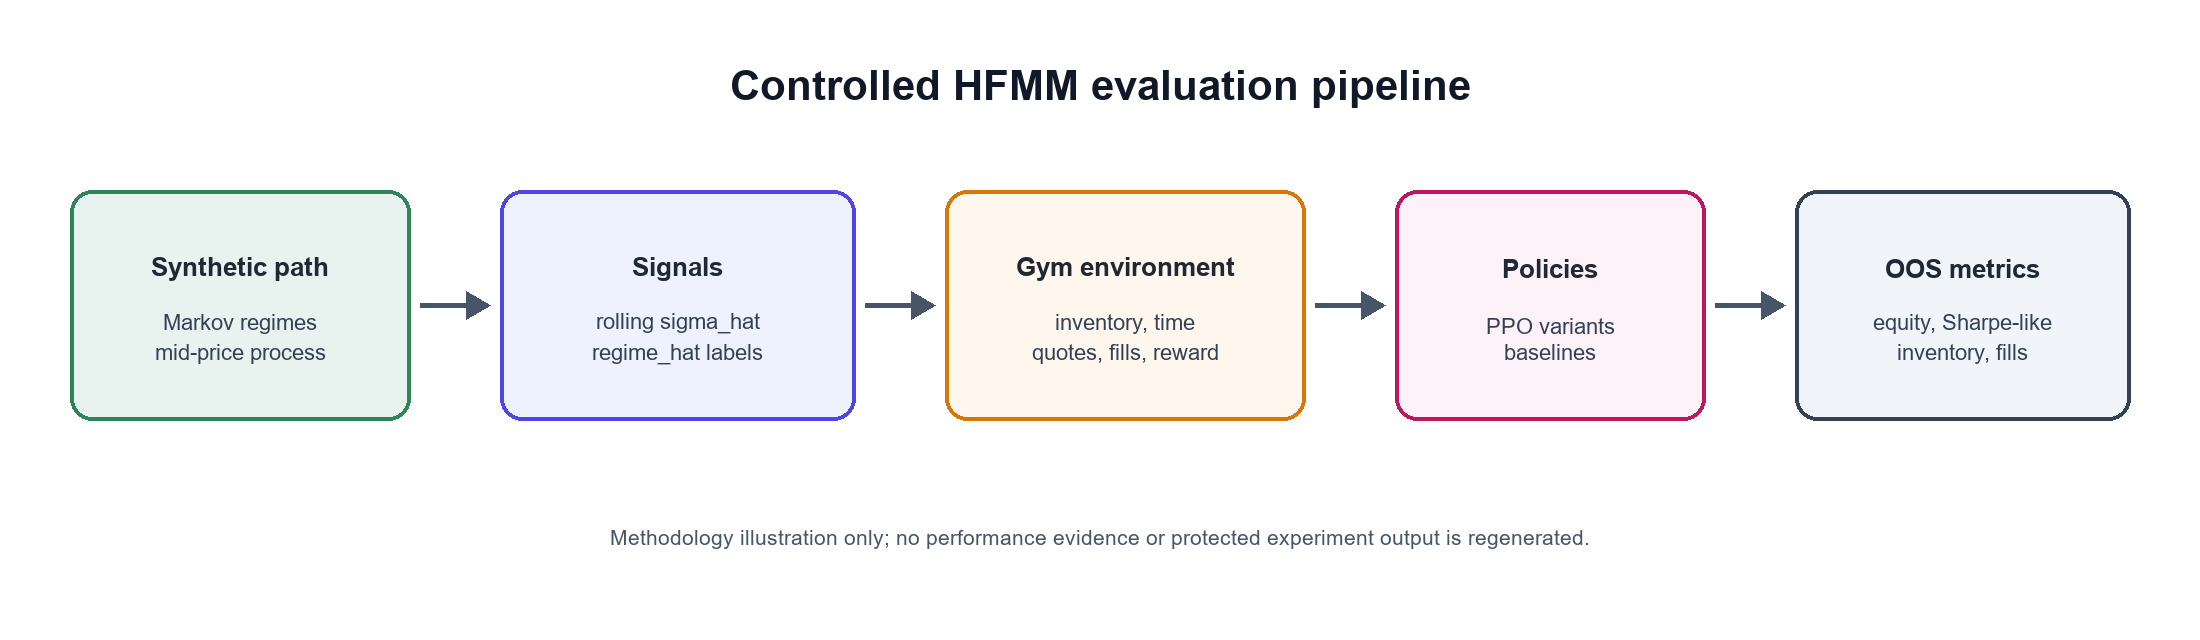 Controlled HFMM evaluation pipeline
Synthetic path
Markov regimes
mid-price process
Signals
rolling sigma_hat
regime_hat labels
Gym environment
inventory, time
quotes, fills, reward
Policies
PPO variants
baselines
OOS metrics
equity, Sharpe-like
inventory, fills
Methodology illustration only; no performance evidence or protected experiment output is regenerated.